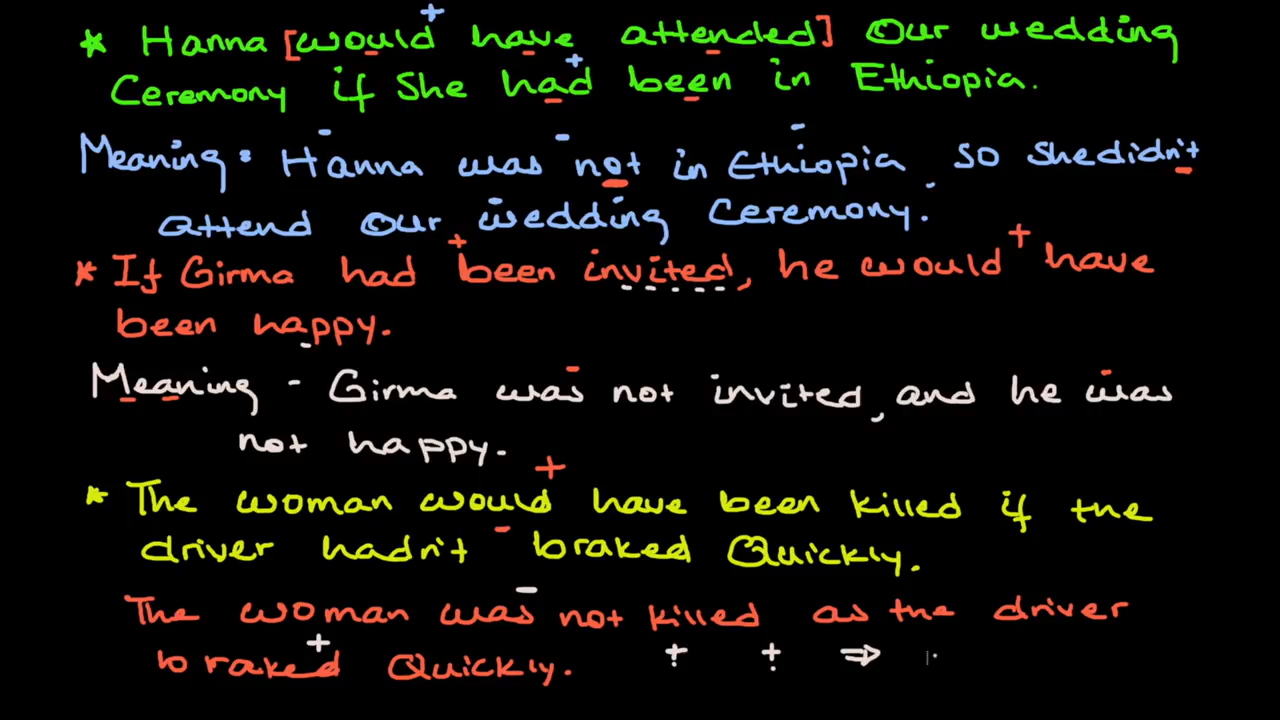 * Hanna [would have attended] Our wedding
Ceremony if She had been in Ethiopia.
Meaning: Hanna was not in Ethiopia, so she didn't
attend our wedding Ceremony.
* If Girma had been invited, he would have
been happy.
Meaning - Girma was not invited, and he was
not happy.
* The woman would have been killed if the
driver hadn't braked Quickly.
The woman was not killed as the driver
braked Quickly. + + ⇒